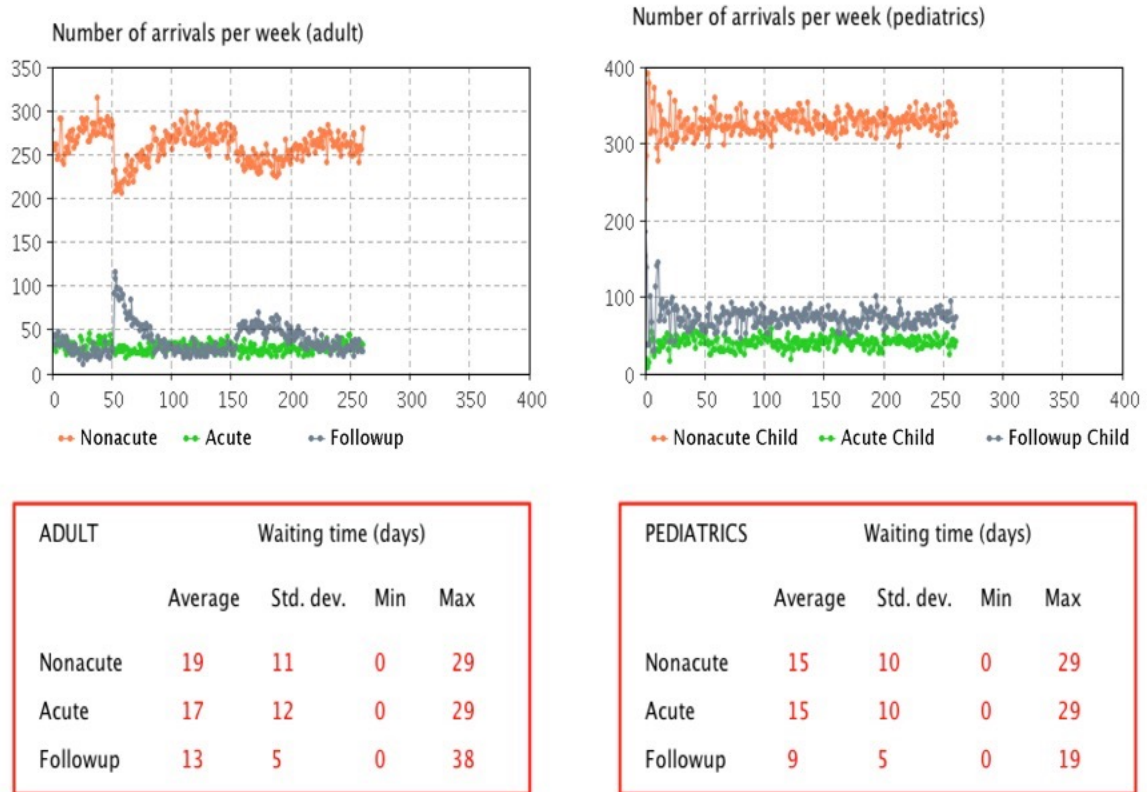 Number of arrivals per week (adult)
350
300
250
200
150
100
50
0
0 50 100 150 200 250 300 350 400
Nonacute Acute Followup
Number of arrivals per week (pediatrics)
400
300
200
100
0
0 50 100 150 200 250 300 350 400
Nonacute Child Acute Child Followup Child
ADULT Waiting time (days)
Average Std. dev. Min Max
Nonacute 19 11 0 29
Acute 17 12 0 29
Followup 13 5 0 38
PEDIATRICS Waiting time (days)
Average Std. dev. Min Max
Nonacute 15 10 0 29
Acute 15 10 0 29
Followup 9 5 0 19